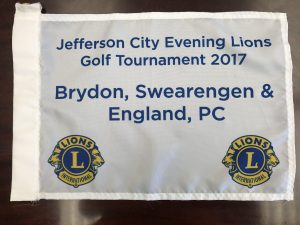 Jefferson City Evening Lions
Golf Tournament 2017
Brydon, Swearengen &
England, PC
LIONS
L
INTERNATIONAL
LIONS
L
INTERNATIONAL